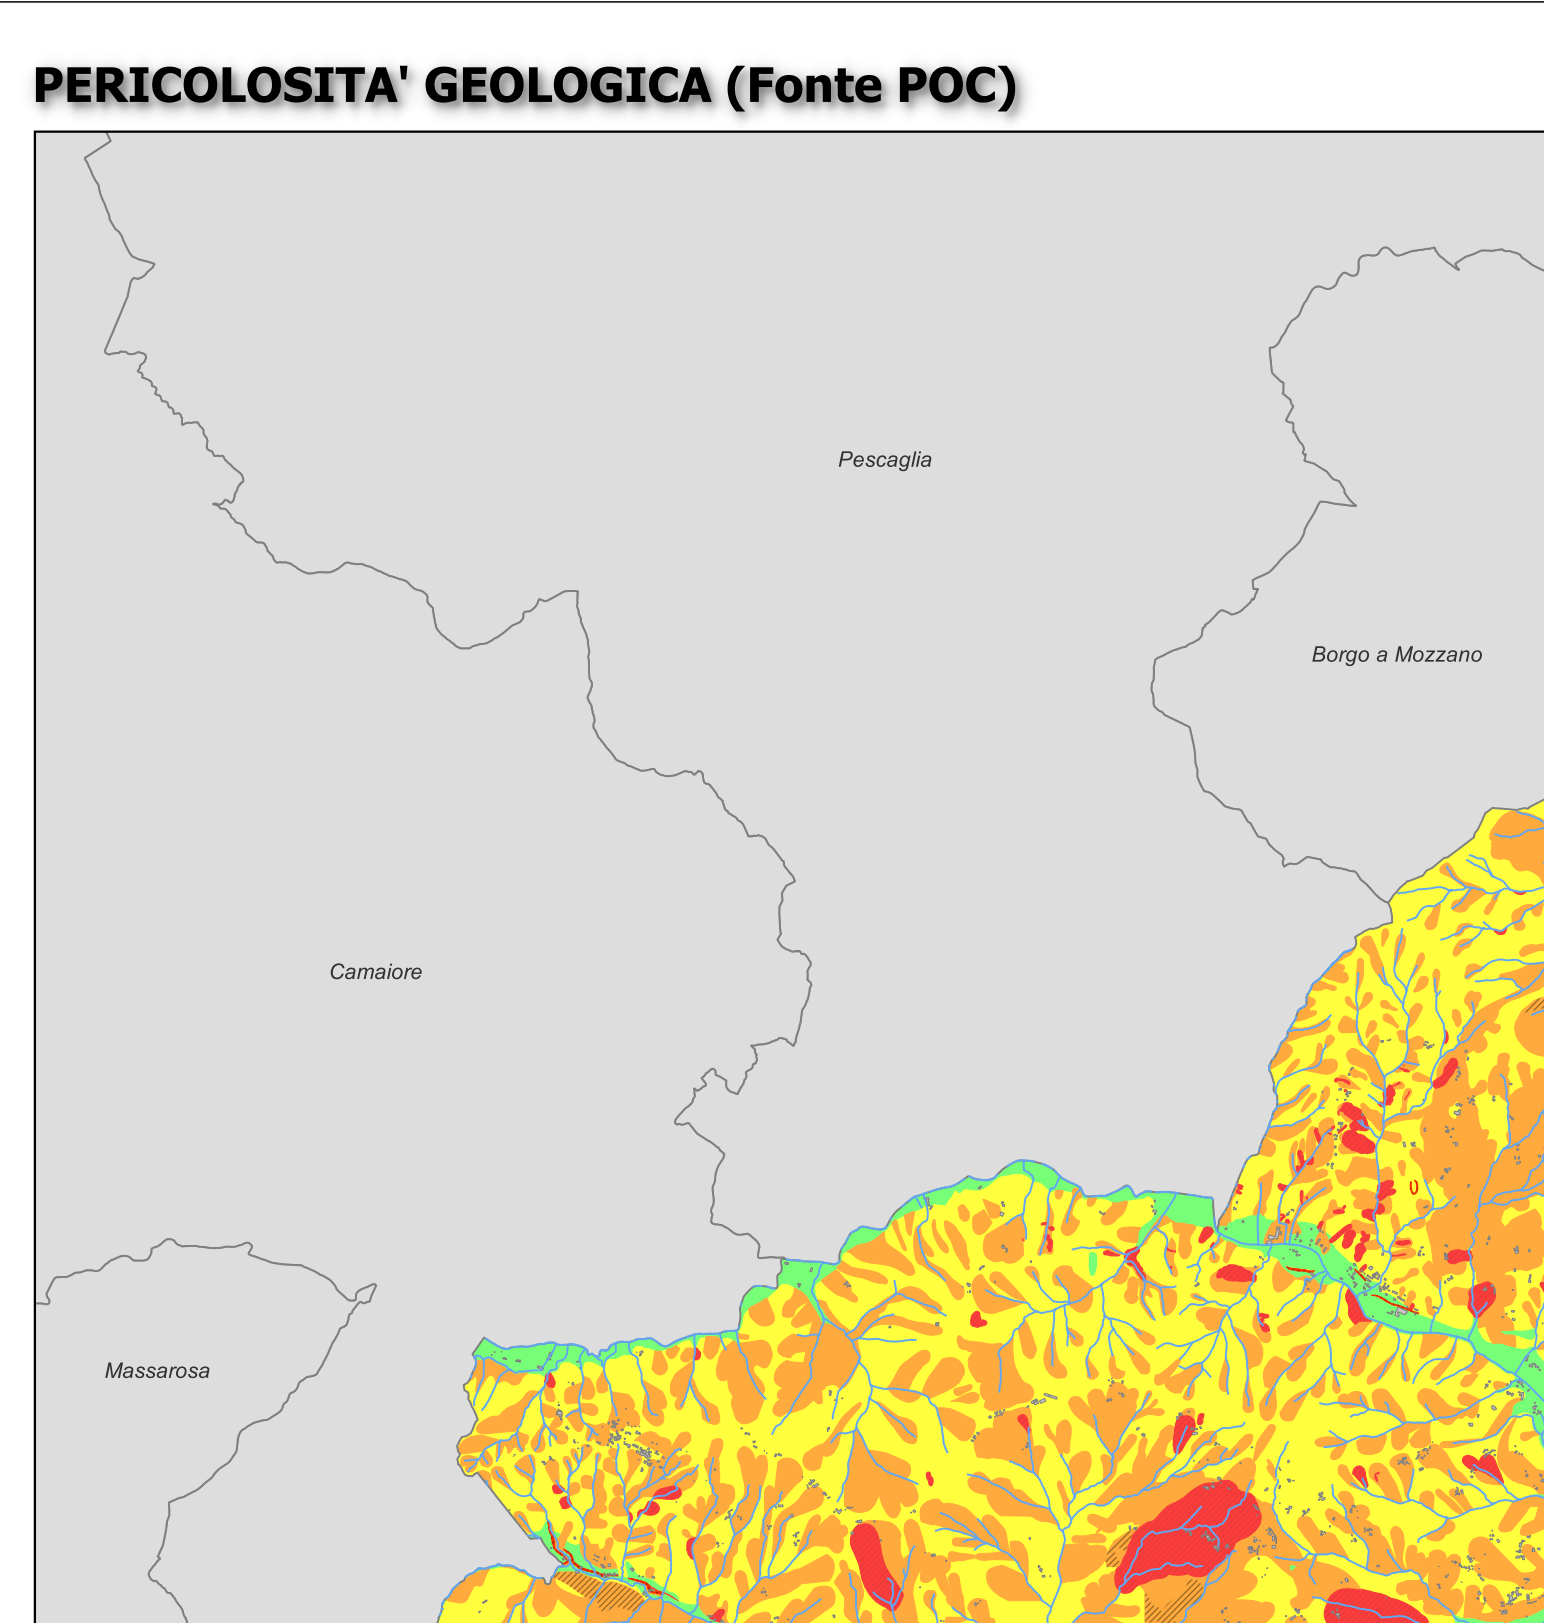 PERICOLOSITA' GEOLOGICA (Fonte POC)
Pescaglia
Borgo a Mozzano
Camaiore
Massarosa